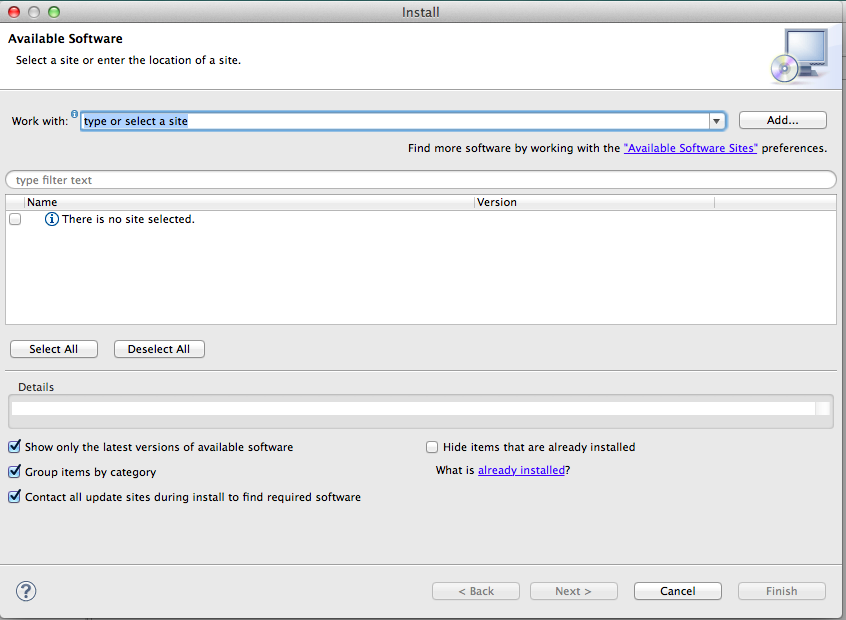 Install
Available Software
Select a site or enter the location of a site.
Work with: type or select a site Add...
Find more software by working with the "Available Software Sites" preferences.
type filter text
Name Version
There is no site selected.
Select All Deselect All
Details
Show only the latest versions of available software Hide items that are already installed
Group items by category What is already installed?
Contact all update sites during install to find required software
? < Back Next > Cancel Finish